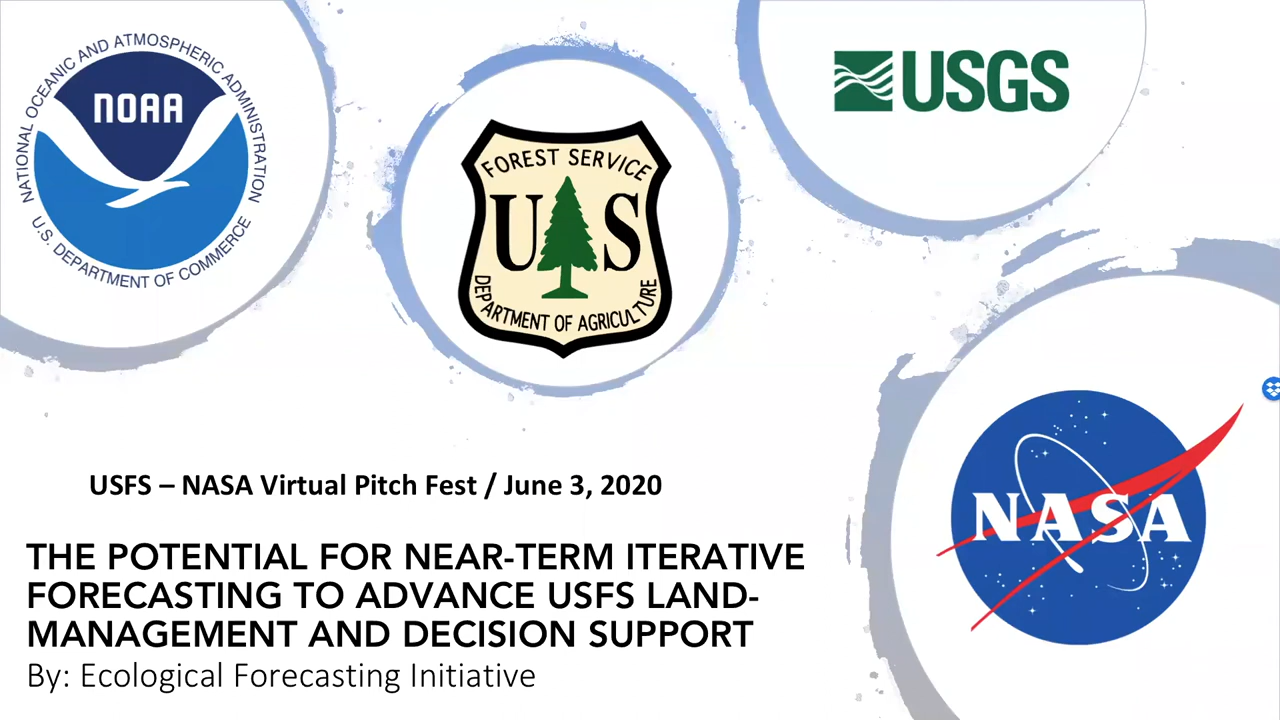 NATIONAL OCEANIC AND ATMOSPHERIC ADMINISTRATION
NOAA
U.S. DEPARTMENT OF COMMERCE
FOREST SERVICE
U S
DEPARTMENT OF AGRICULTURE
USGS
NASA
USFS – NASA Virtual Pitch Fest / June 3, 2020
THE POTENTIAL FOR NEAR-TERM ITERATIVE
FORECASTING TO ADVANCE USFS LAND-
MANAGEMENT AND DECISION SUPPORT
By: Ecological Forecasting Initiative